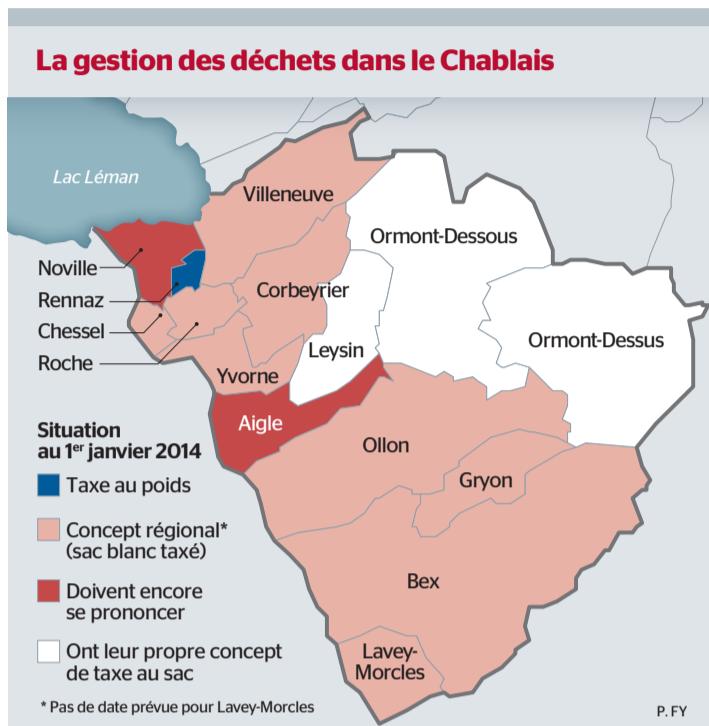 La gestion des déchets dans le Chablais
Lac Léman
Villeneuve
Ormont-Dessous
Noville
Rennaz
Chessel
Roche
Corbeyrier
Leysin
Ormont-Dessus
Yvorne
Aigle
Ollon
Gryon
Bex
Lavey-
Morcles
Situation
au 1er janvier 2014
Taxe au poids
Concept régional*
(sac blanc taxé)
Doivent encore
se prononcer
Ont leur propre concept
de taxe au sac
* Pas de date prévue pour Lavey-Morcles
P. FY